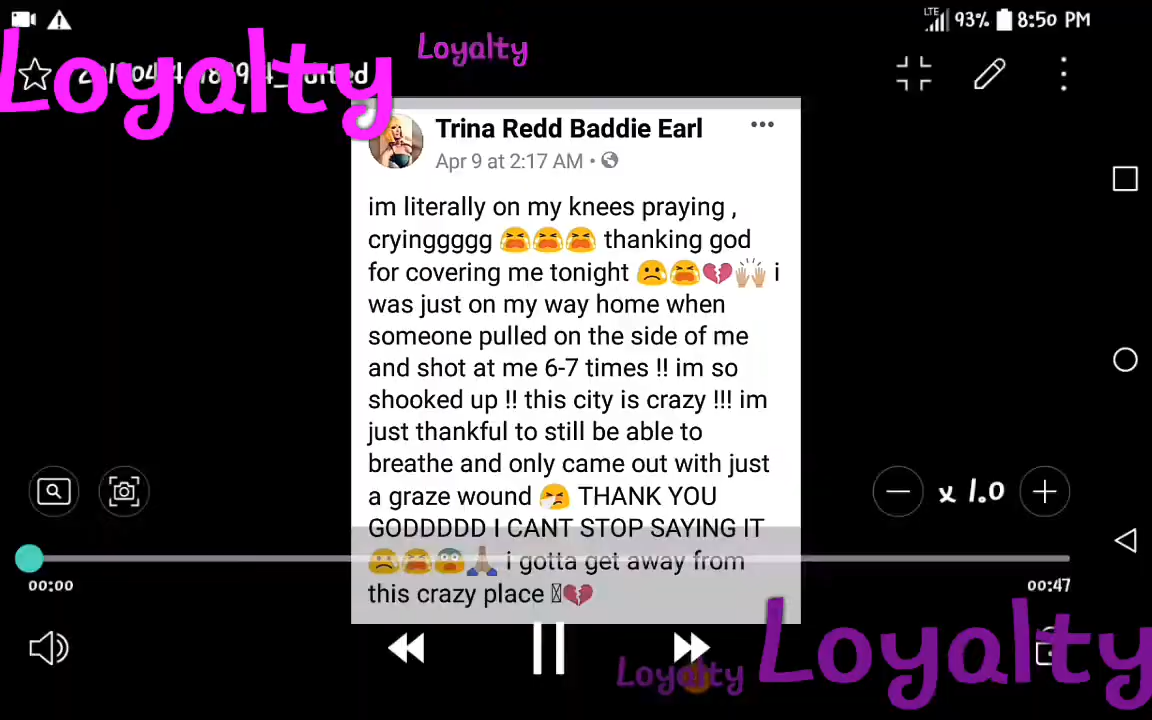 LTE 93% 8:50 PM
Loyalty
Loyalty
Trina Redd Baddie Earl
Apr 9 at 2:17 AM •
im literally on my knees praying ,
cryinggggg 😫😫😫 thanking god
for covering me tonight 😢😫💔🙌🏼 i
was just on my way home when
someone pulled on the side of me
and shot at me 6-7 times !! im so
shooked up !! this city is crazy !!! im
just thankful to still be able to
breathe and only came out with just
a graze wound 🤧 THANK YOU
GODDDDD I CANT STOP SAYING IT
😢😫😨🙏🏽 i gotta get away from
this crazy place 💔
x 1.0
00:00
00:47
Loyalty
Loyalty